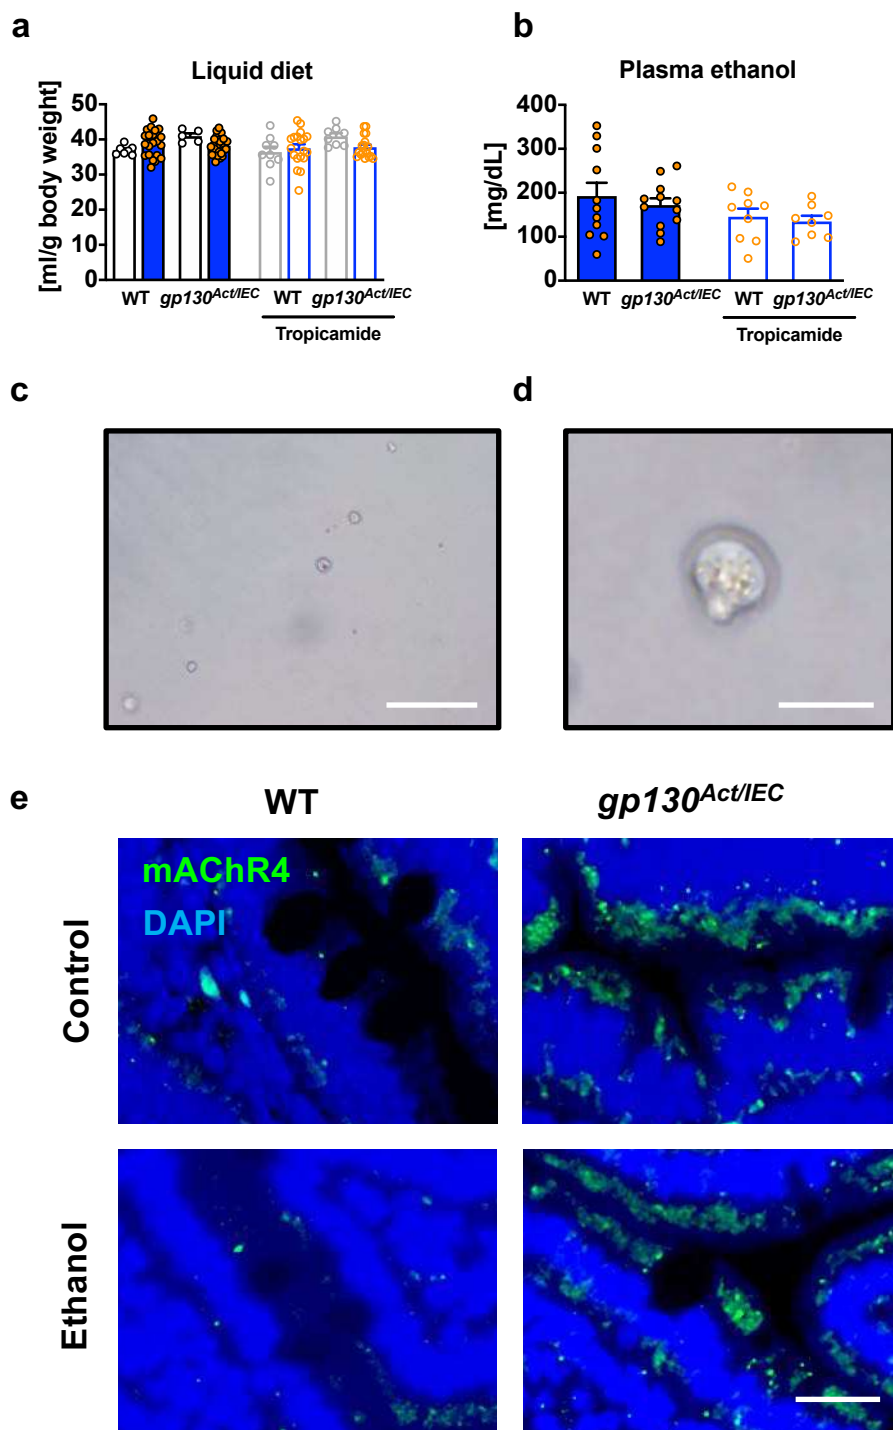 a
Liquid diet
[ml/g body weight]
50
40
30
20
10
0
WT gp130Act/IEC WT gp130Act/IEC
Tropicamide
b
Plasma ethanol
[mg/dL]
400
300
200
100
0
WT gp130Act/IEC WT gp130Act/IEC
Tropicamide
c
d
e
WT gp130Act/IEC
Control
mAChR4
DAPI
Ethanol